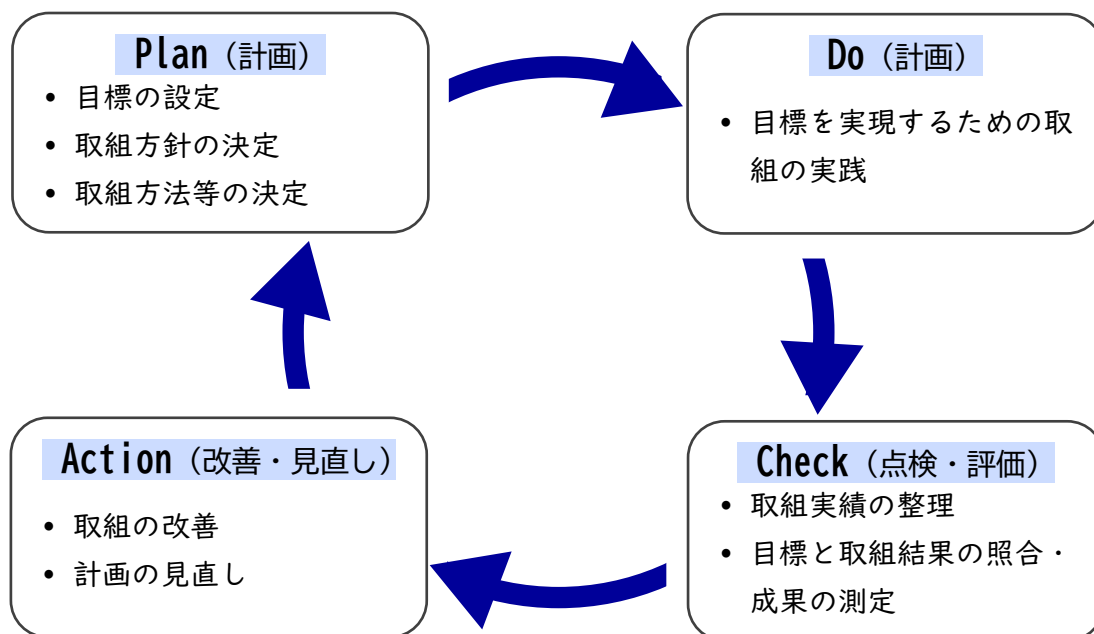 Plan（計画）
• 目標の設定
• 取組方針の決定
• 取組方法等の決定
Do（計画）
• 目標を実現するための取
組の実践
Action（改善・見直し）
• 取組の改善
• 計画の見直し
Check（点検・評価）
• 取組実績の整理
• 目標と取組結果の照合・
成果の測定